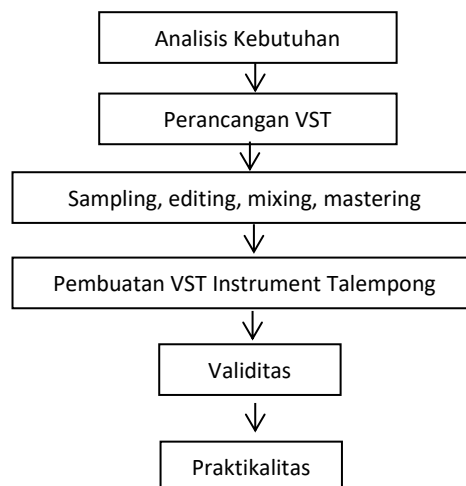 Analisis Kebutuhan
Perancangan VST
Sampling, editing, mixing, mastering
Pembuatan VST Instrument Talempong
Validitas
Praktikalitas